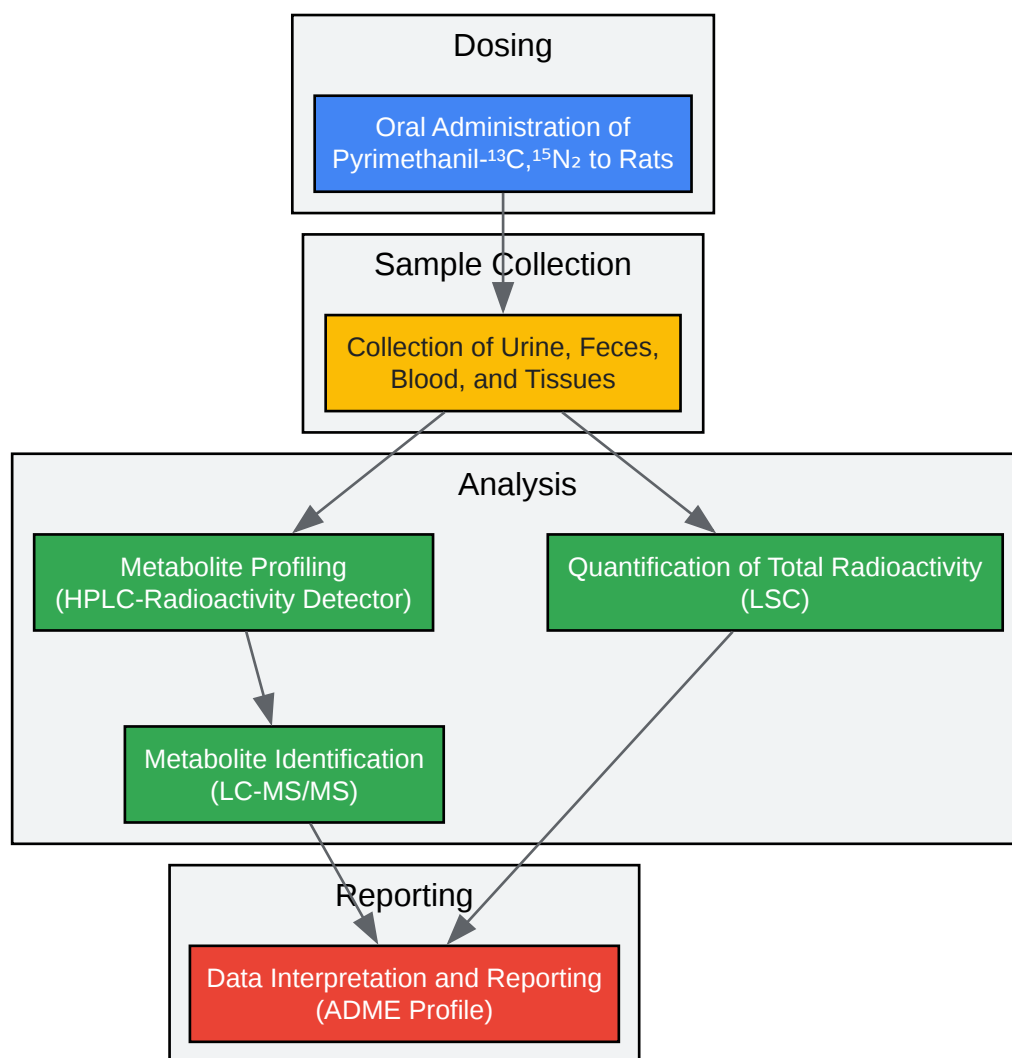 Dosing
Oral Administration of
Pyrimethanil-¹³C,¹⁵N₂ to Rats
Sample Collection
Collection of Urine, Feces,
Blood, and Tissues
Analysis
Metabolite Profiling
(HPLC-Radioactivity Detector)
Quantification of Total Radioactivity
(LSC)
Metabolite Identification
(LC-MS/MS)
Reporting
Data Interpretation and Reporting
(ADME Profile)